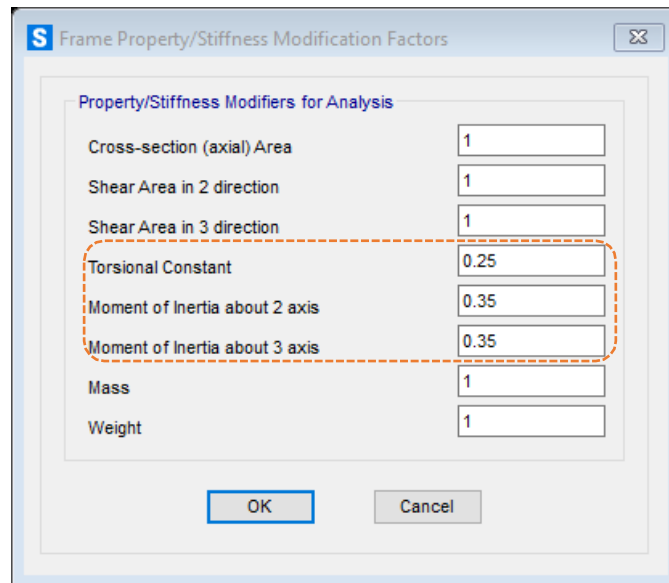 S Frame Property/Stiffness Modification Factors
Property/Stiffness Modifiers for Analysis
Cross-section (axial) Area 1
Shear Area in 2 direction 1
Shear Area in 3 direction 1
Torsional Constant 0.25
Moment of Inertia about 2 axis 0.35
Moment of Inertia about 3 axis 0.35
Mass 1
Weight 1
OK Cancel